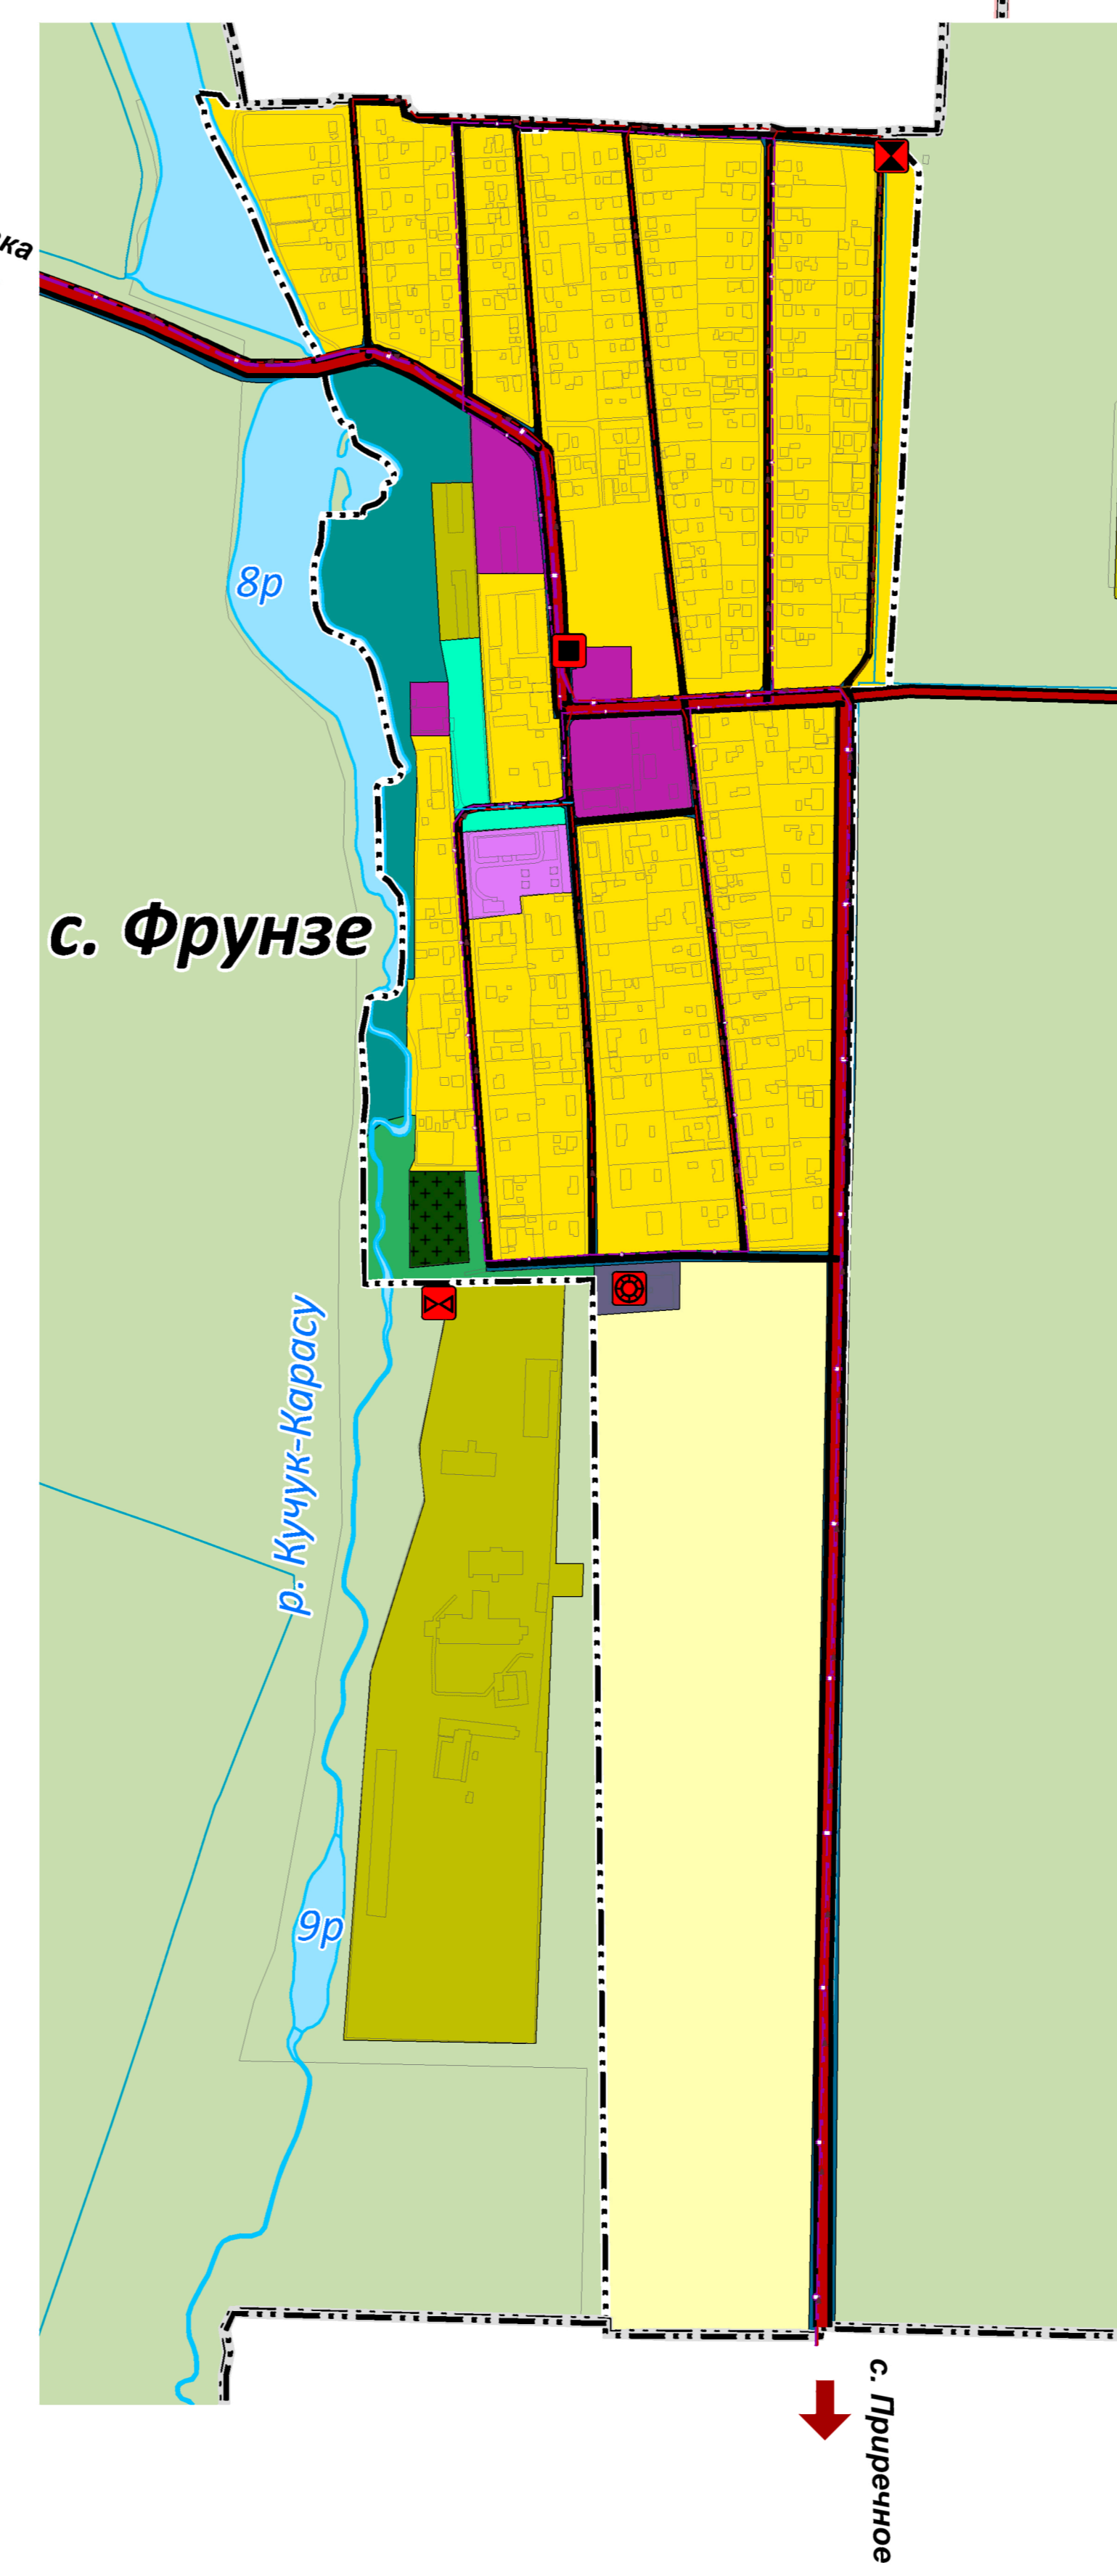 8р
с. Фрунзе
р. Кучук-Карасу
9р
с. Приречное